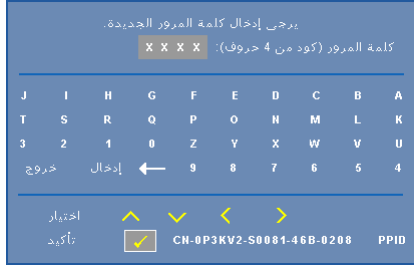 يرجى إدخال كلمة المرور الجديدة.
كلمة المرور (كود من 4 حروف): X X X X
A B C D E F G H I J
K L M N O P Q R S T
U V W X Y Z 0 1 2 3
4 5 6 7 8 9 ← إدخال خروج
اختيار
PPID CN-0P3KV2-S0081-46B-0208 تأكيد